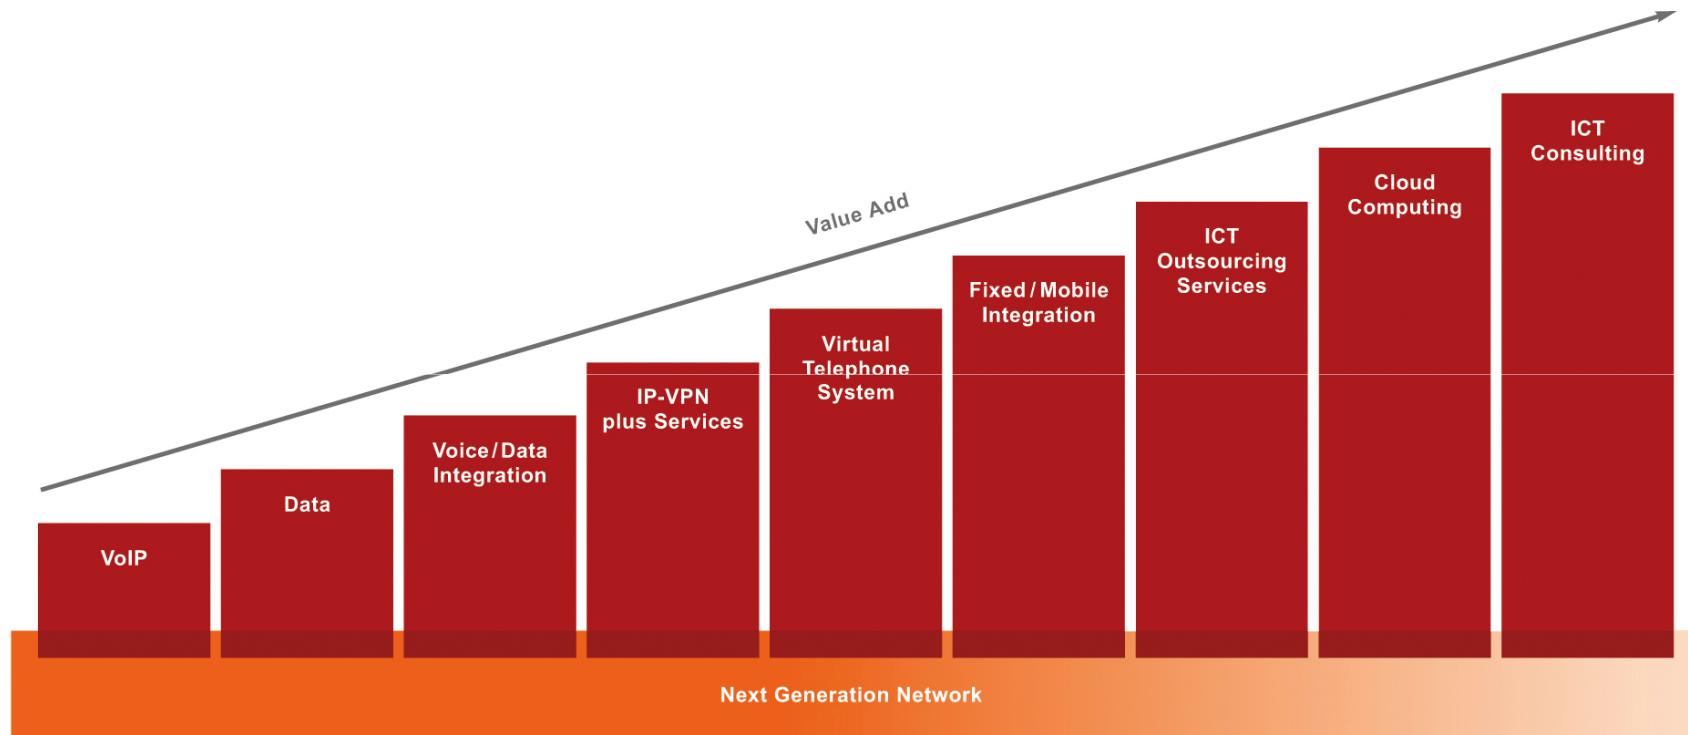 Value Add
VoIP
Data
Voice / Data
Integration
IP-VPN
plus Services
Virtual
Telephone
System
Fixed / Mobile
Integration
ICT
Outsourcing
Services
Cloud
Computing
ICT
Consulting
Next Generation Network